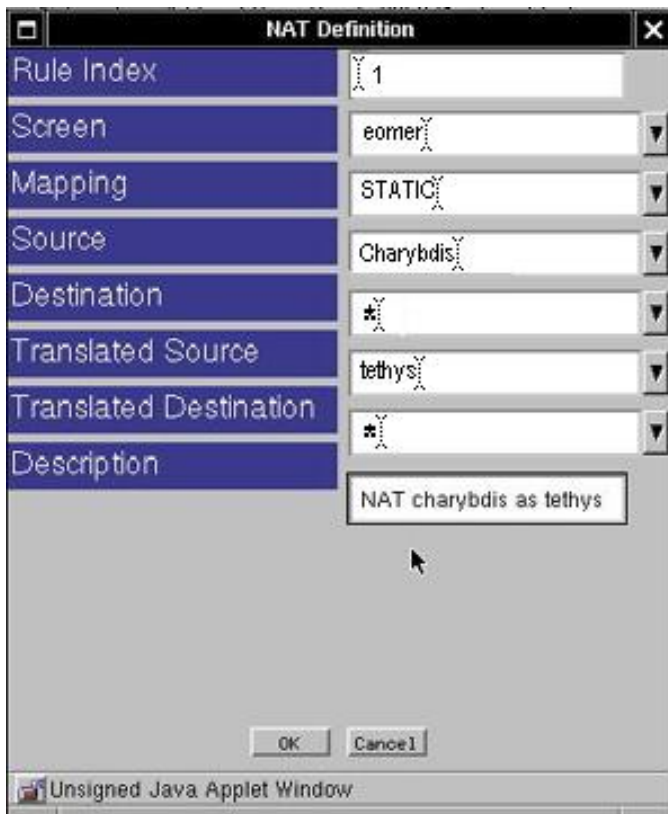 NAT Definition
Rule Index 1
Screen eomer
Mapping STATIC
Source Charybdis
Destination *
Translated Source tethys
Translated Destination *
Description NAT charybdis as tethys
OK Cancel
Unsigned Java Applet Window